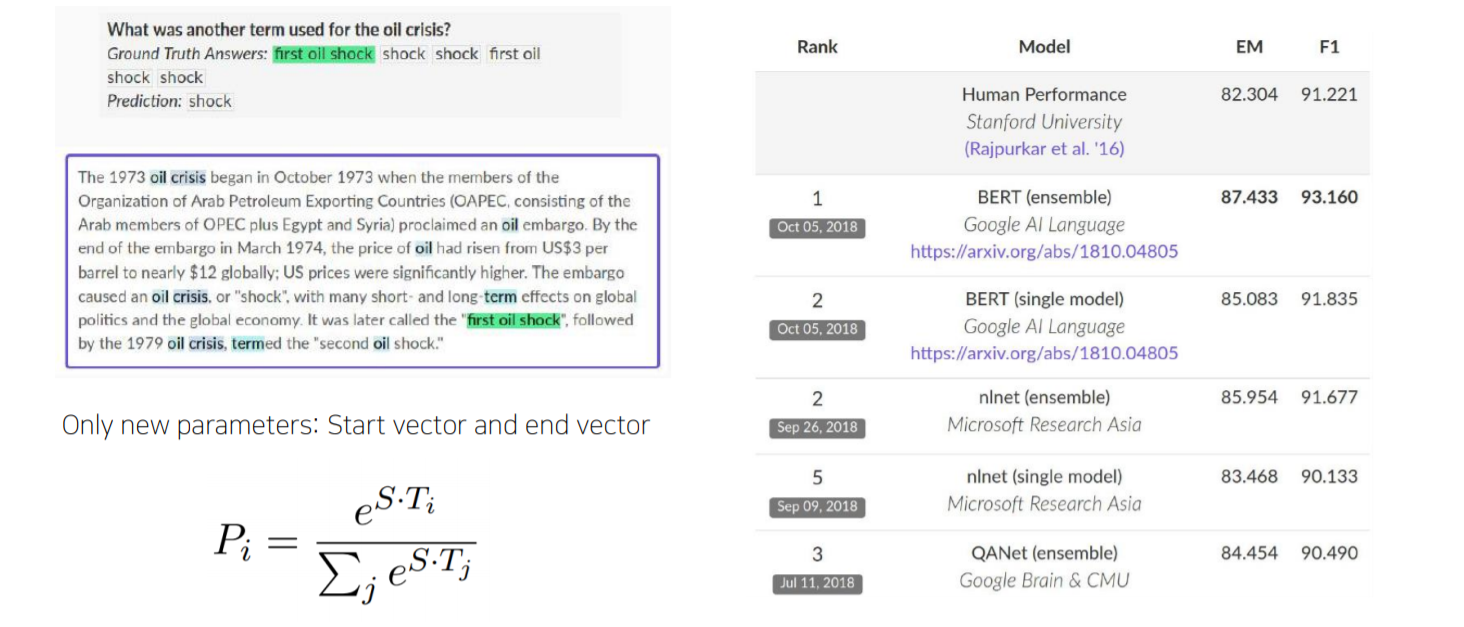 What was another term used for the oil crisis?
Ground Truth Answers: first oil shock shock shock first oil
shock shock
Prediction: shock
The 1973 oil crisis began in October 1973 when the members of the
Organization of Arab Petroleum Exporting Countries (OAPEC, consisting of the
Arab members of OPEC plus Egypt and Syria) proclaimed an oil embargo. By the
end of the embargo in March 1974, the price of oil had risen from US$3 per
barrel to nearly $12 globally; US prices were significantly higher. The embargo
caused an oil crisis, or "shock", with many short- and long-term effects on global
politics and the global economy. It was later called the "first oil shock", followed
by the 1979 oil crisis, termed the "second oil shock."
Only new parameters: Start vector and end vector
P_i = e^{S·T_i} / ∑_j e^{S·T_j}
Rank Model EM F1
Human Performance 82.304 91.221
Stanford University
(Rajpurkar et al. '16)
1 BERT (ensemble) 87.433 93.160
Oct 05, 2018 Google AI Language
https://arxiv.org/abs/1810.04805
2 BERT (single model) 85.083 91.835
Oct 05, 2018 Google AI Language
https://arxiv.org/abs/1810.04805
2 nlnet (ensemble) 85.954 91.677
Sep 26, 2018 Microsoft Research Asia
5 nlnet (single model) 83.468 90.133
Sep 09, 2018 Microsoft Research Asia
3 QANet (ensemble) 84.454 90.490
Jul 11, 2018 Google Brain & CMU